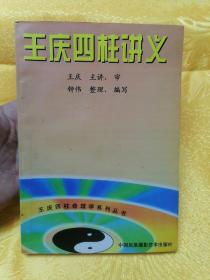 王庆四柱讲义
王庆 主讲、审
钟伟 整理、编写
王庆四柱命理学系列丛书
中国民族摄影艺术出版社